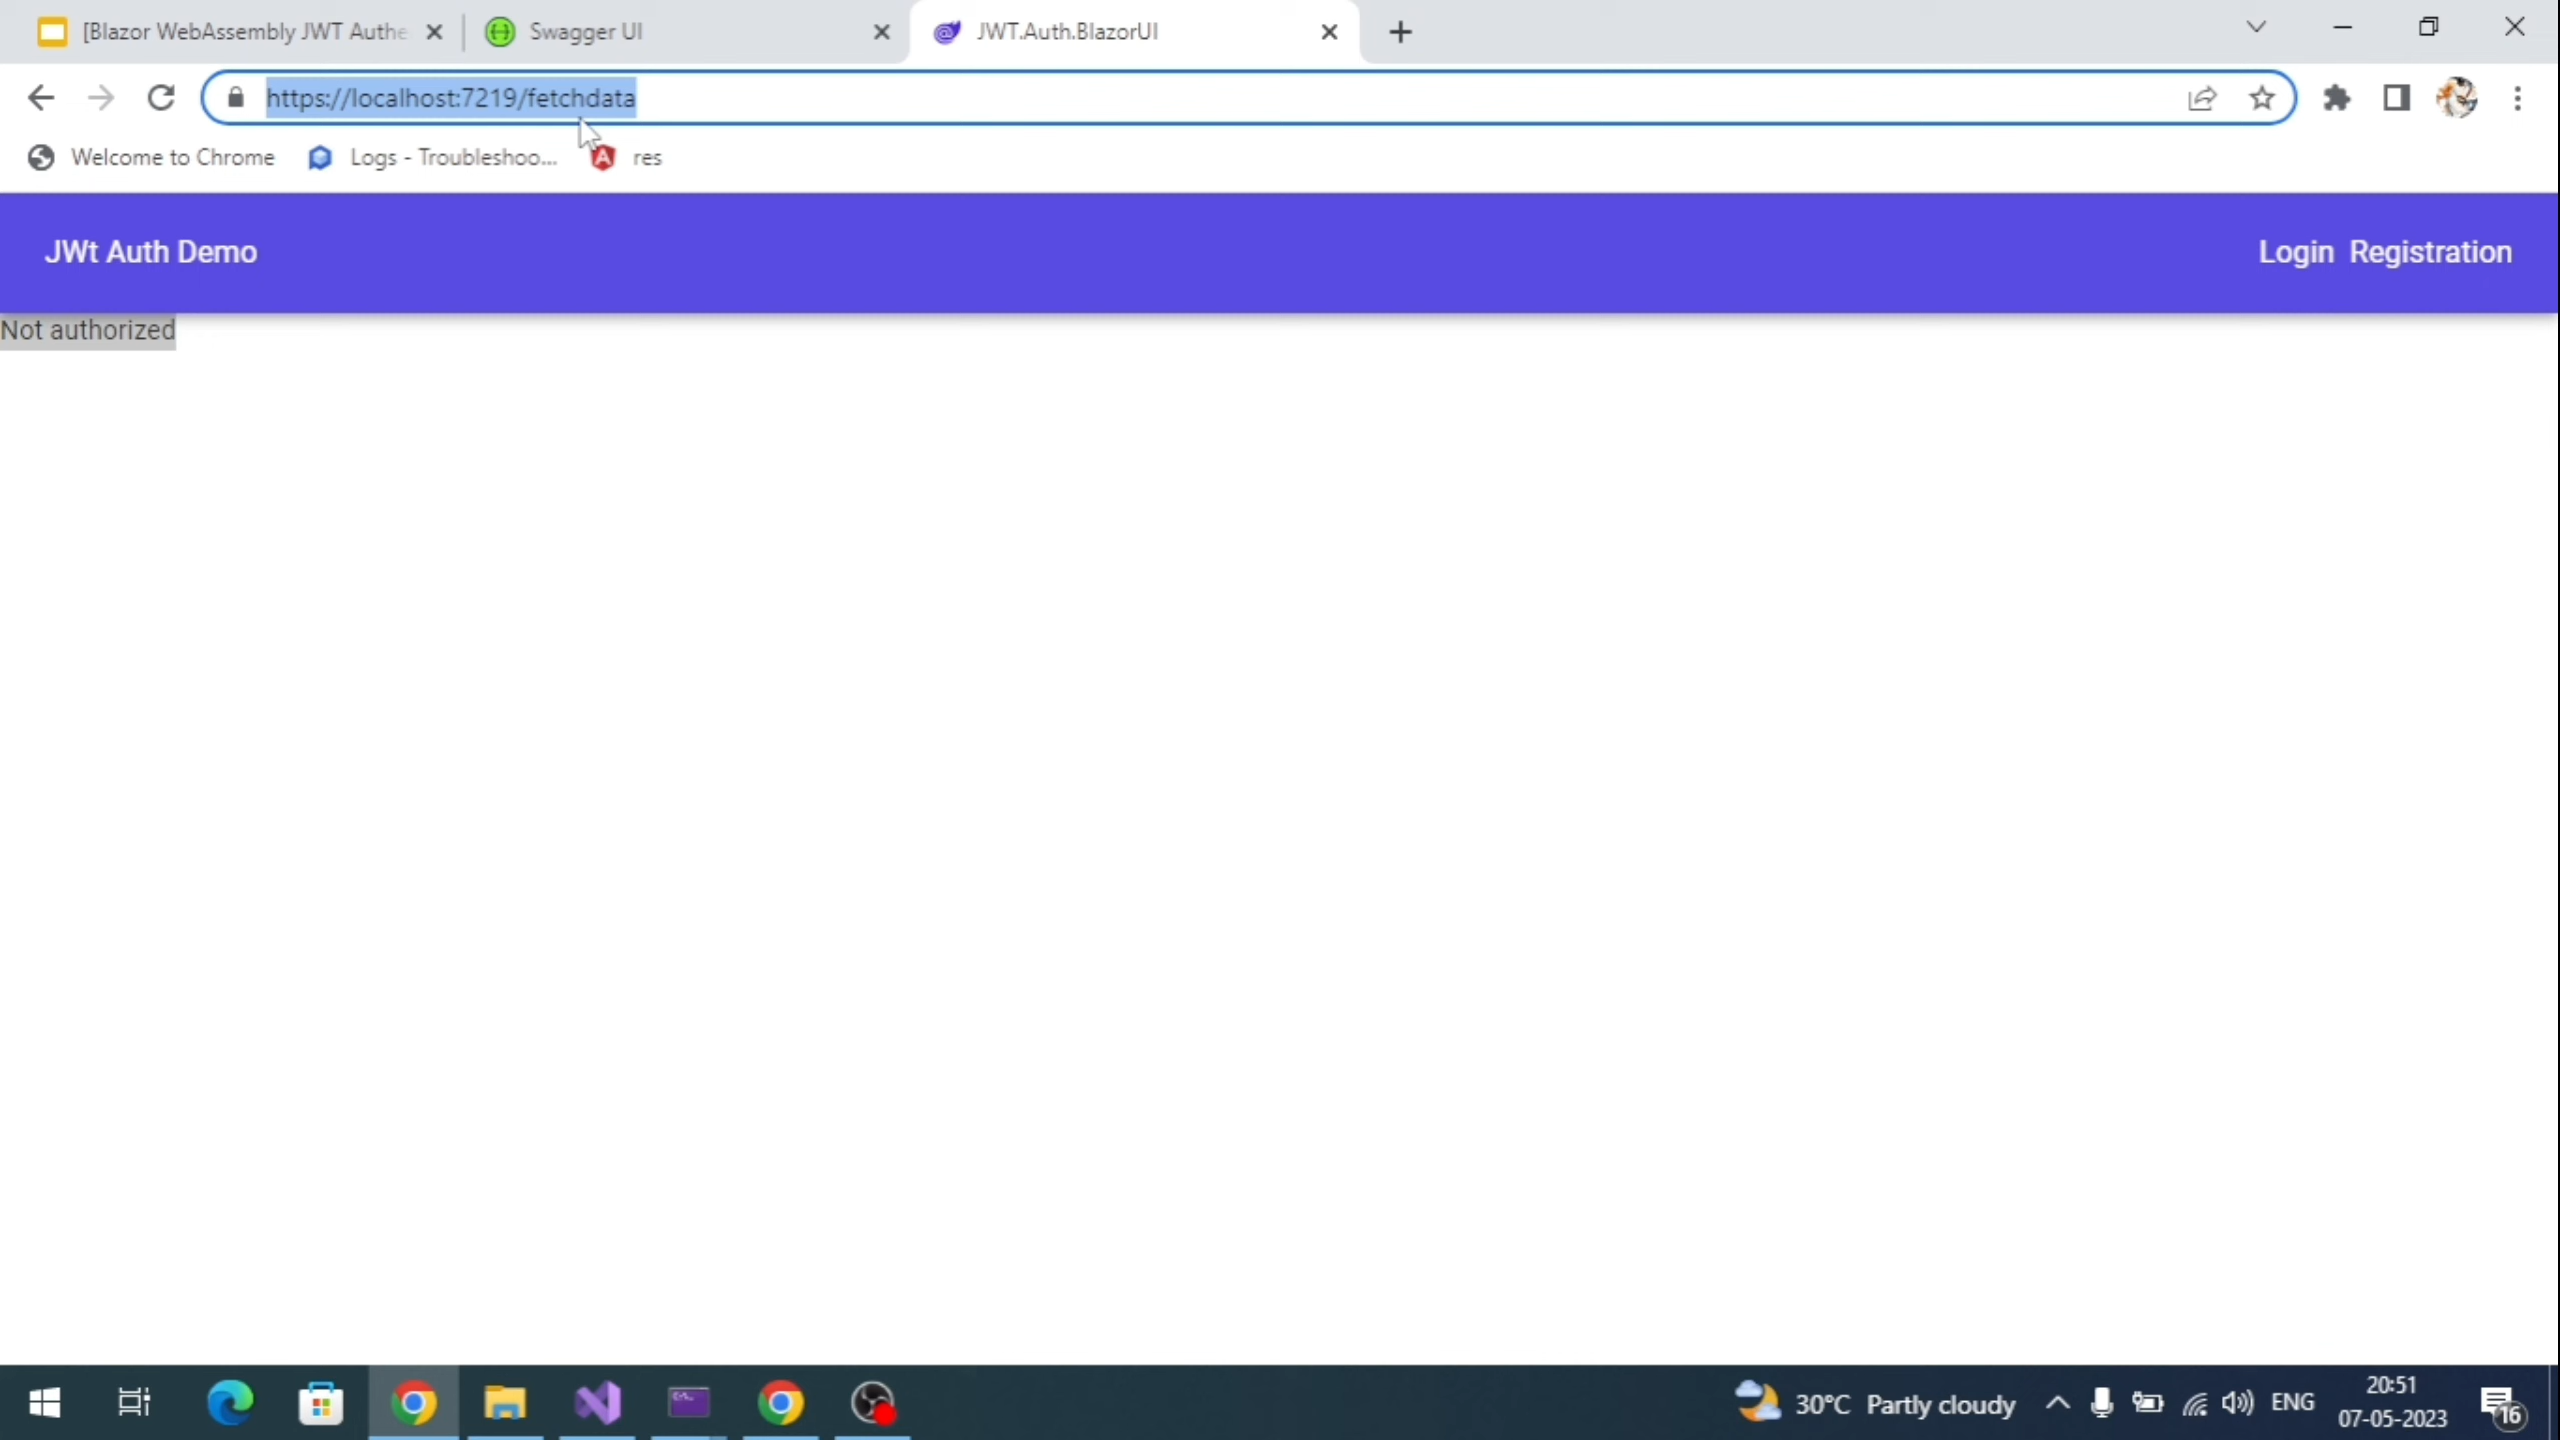 [Blazor WebAssembly JWT Authe
Swagger UI
JWT.Auth.BlazorUI
https://localhost:7219/fetchdata
Welcome to Chrome
Logs - Troubleshoo...
res
JWt Auth Demo
Login Registration
Not authorized
30°C Partly cloudy
ENG
20:51
07-05-2023
16